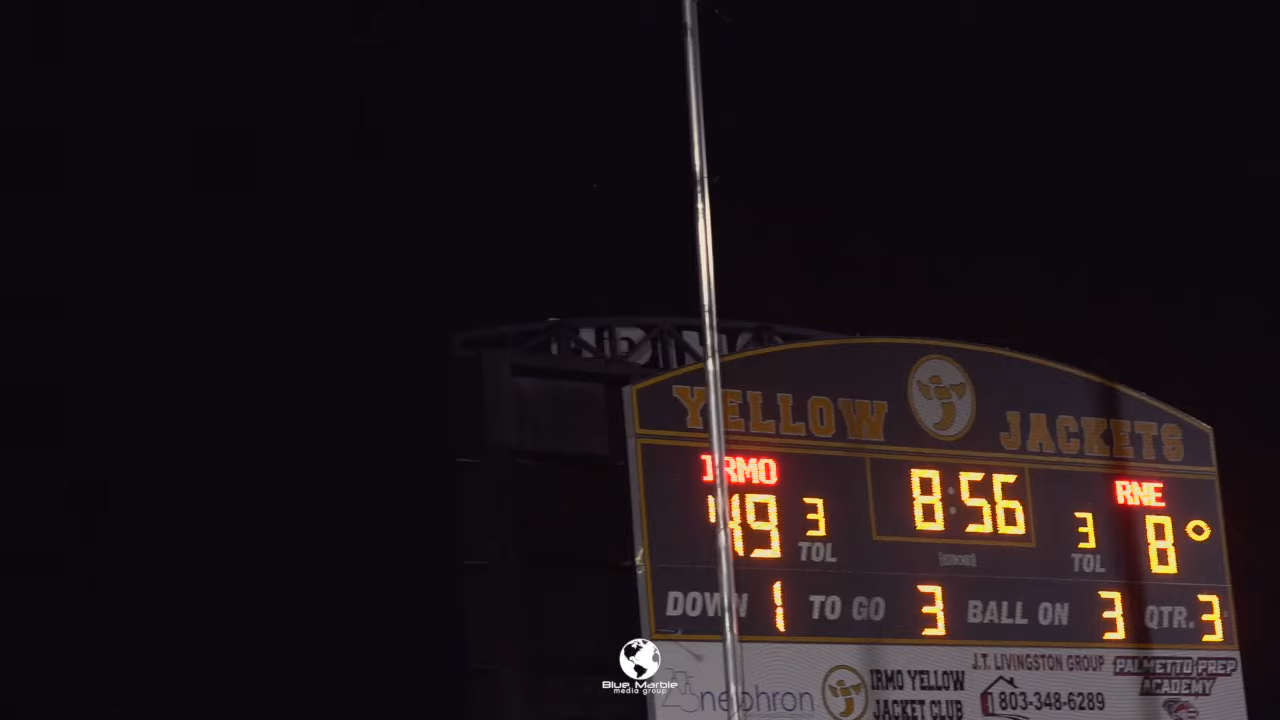 YELLOW JACKETS
IRMO 8:56 RNE
49 3 3 8
TOL TOL
DOWN 1 TO GO 3 BALL ON 3 QTR. 3
nephron
IRMO YELLOW
JACKET CLUB
J.T. LIVINGSTON GROUP
803-348-6289
PALMETTO PREP
ACADEMY
Blue Marble
media group